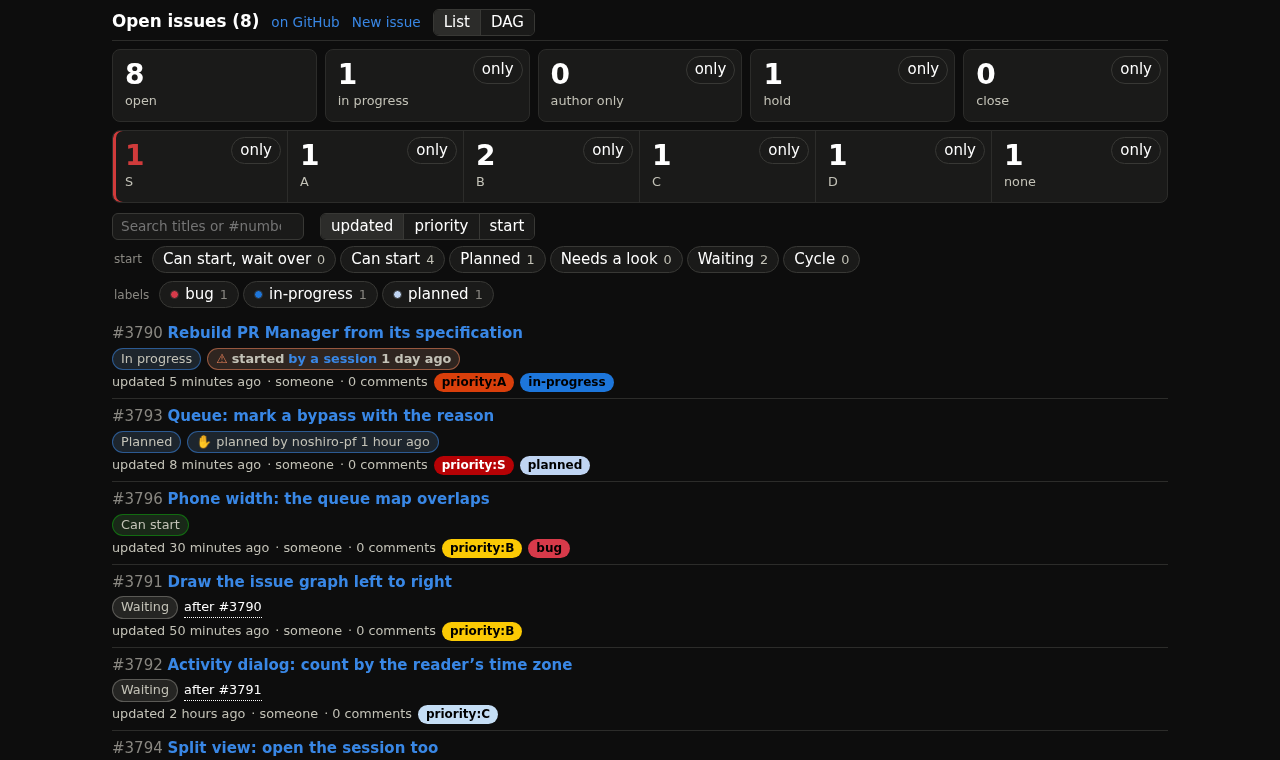 Open issues (8) on GitHub New issue List DAG
8 open
1 in progress only
0 author only only
1 hold only
0 close only
1 S only
1 A only
2 B only
1 C only
1 D only
1 none only
Search titles or #numb
updated priority start
start Can start, wait over 0 Can start 4 Planned 1 Needs a look 0 Waiting 2 Cycle 0
labels bug 1 in-progress 1 planned 1
#3790 Rebuild PR Manager from its specification
In progress ⚠ started by a session 1 day ago
updated 5 minutes ago · someone · 0 comments priority:A in-progress
#3793 Queue: mark a bypass with the reason
Planned ✋ planned by noshiro-pf 1 hour ago
updated 8 minutes ago · someone · 0 comments priority:S planned
#3796 Phone width: the queue map overlaps
Can start
updated 30 minutes ago · someone · 0 comments priority:B bug
#3791 Draw the issue graph left to right
Waiting after #3790
updated 50 minutes ago · someone · 0 comments priority:B
#3792 Activity dialog: count by the reader’s time zone
Waiting after #3791
updated 2 hours ago · someone · 0 comments priority:C
#3794 Split view: open the session too